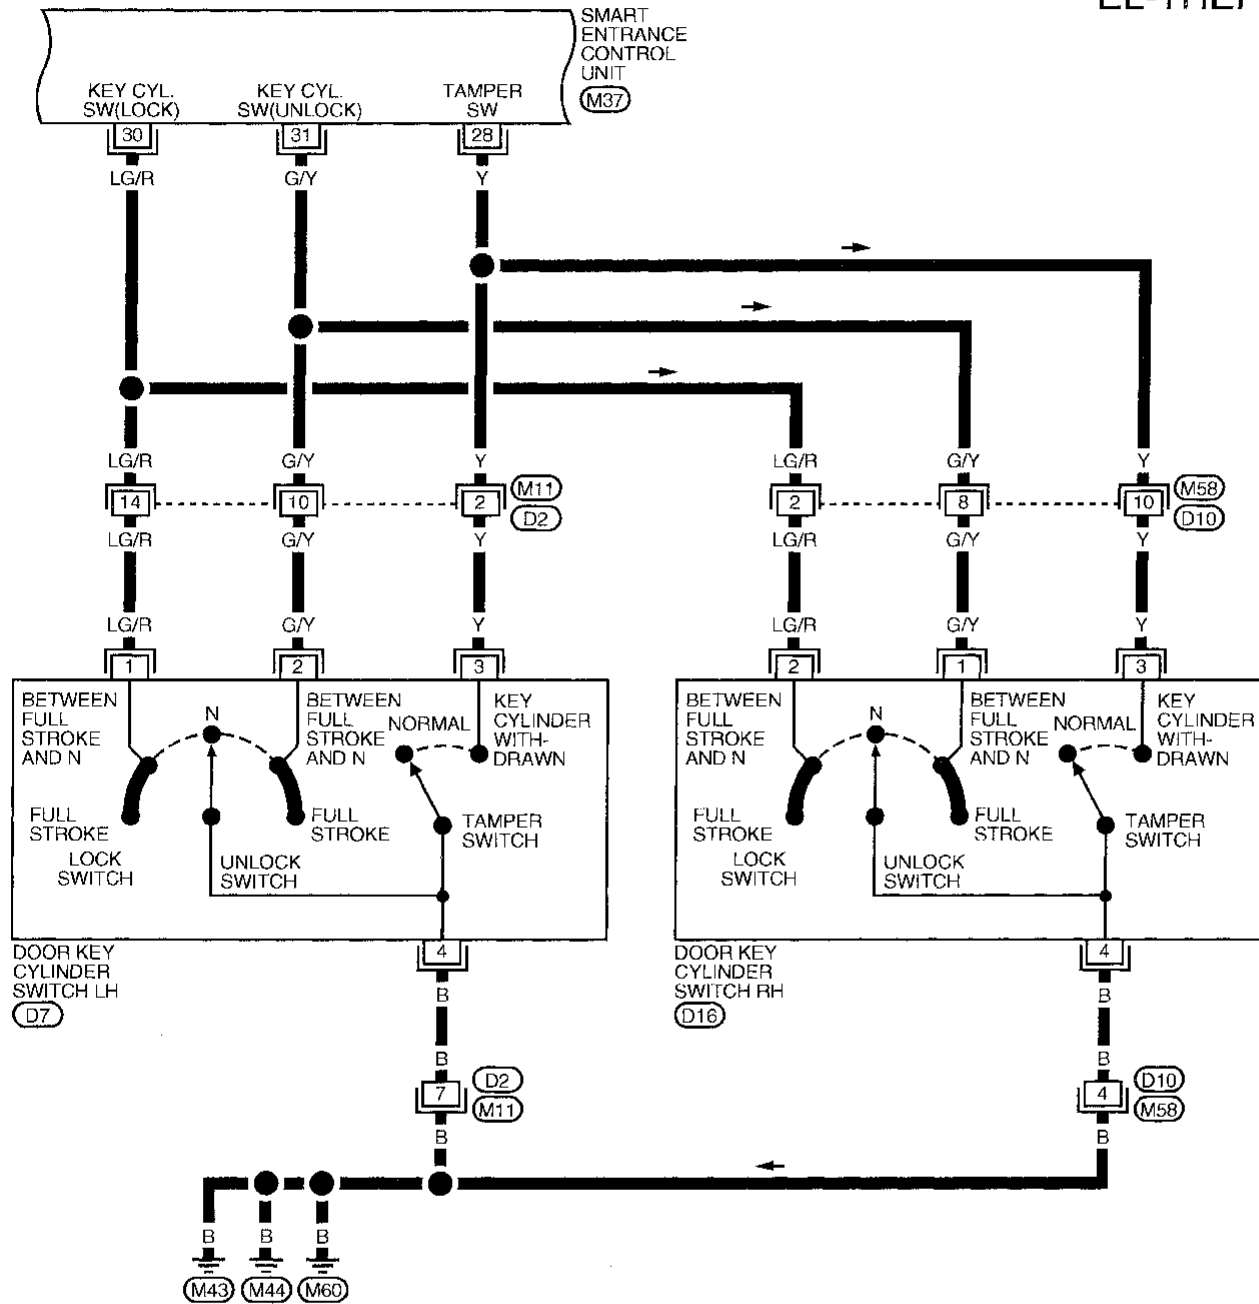 SMART
ENTRANCE
CONTROL
UNIT
M37
KEY CYL.
SW(LOCK)
KEY CYL.
SW(UNLOCK)
TAMPER
SW
30
31
28
LG/R
G/Y
Y
LG/R
G/Y
Y
LG/R
G/Y
Y
14
10
2
M11
D2
2
8
10
M58
D10
LG/R
G/Y
Y
LG/R
G/Y
Y
LG/R
G/Y
Y
LG/R
G/Y
Y
1
2
3
2
1
3
BETWEEN
FULL
STROKE
AND N
N
BETWEEN
FULL
STROKE
AND N
NORMAL
KEY
CYLINDER
WITH-
DRAWN
FULL
STROKE
LOCK
SWITCH
UNLOCK
SWITCH
FULL
STROKE
TAMPER
SWITCH
BETWEEN
FULL
STROKE
AND N
N
BETWEEN
FULL
STROKE
AND N
NORMAL
KEY
CYLINDER
WITH-
DRAWN
FULL
STROKE
LOCK
SWITCH
UNLOCK
SWITCH
FULL
STROKE
TAMPER
SWITCH
DOOR KEY
CYLINDER
SWITCH LH
D7
4
B
B
DOOR KEY
CYLINDER
SWITCH RH
D16
4
B
B
7
D2
M11
B
4
D10
M58
B
B
B
B
M43
M44
M60